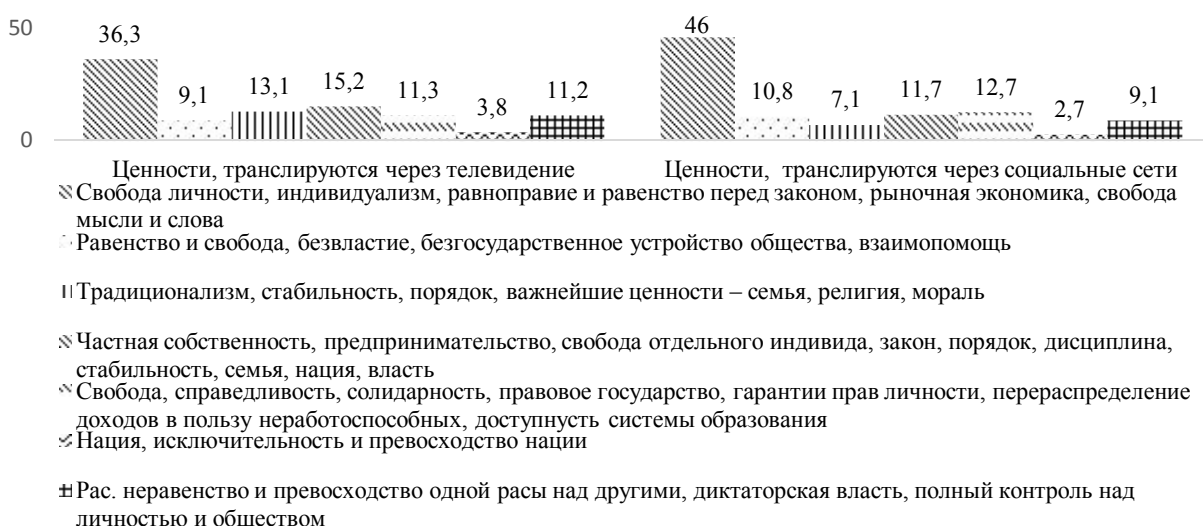 50
36,3 9,1 13,1 15,2 11,3 3,8 11,2 46 10,8 7,1 11,7 12,7 2,7 9,1
0
Ценности, транслируются через телевидение Ценности, транслируются через социальные сети
Свобода личности, индивидуализм, равноправие и равенство перед законом, рыночная экономика, свобода
мысли и слова
Равенство и свобода, безвластие, безгосударственное устройство общества, взаимопомощь
Традиционализм, стабильность, порядок, важнейшие ценности – семья, религия, мораль
Частная собственность, предпринимательство, свобода отдельного индивида, закон, порядок, дисциплина,
стабильность, семья, нация, власть
Свобода, справедливость, солидарность, правовое государство, гарантии прав личности, перераспределение
доходов в пользу неработоспособных, доступнусть системы образования
Нация, исключительность и превосходство нации
Рас. неравенство и превосходство одной расы над другими, диктаторская власть, полный контроль над
личностью и обществом